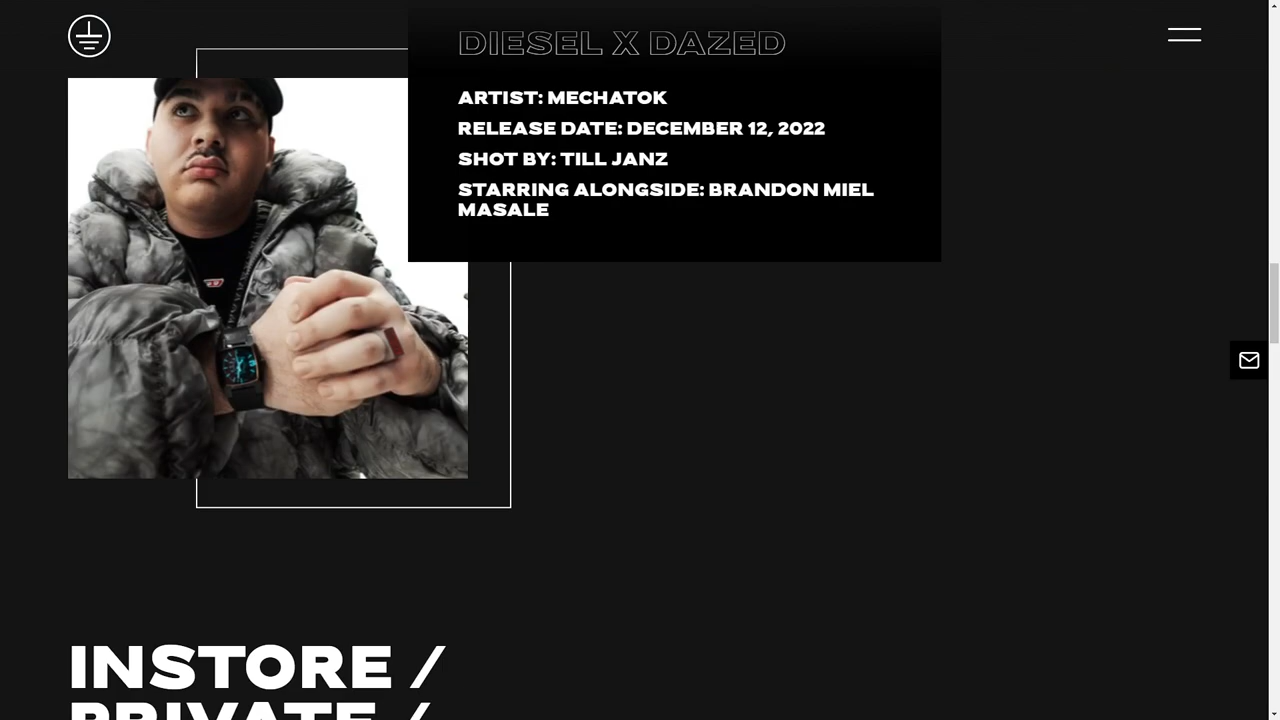 DIESEL X DAZED
ARTIST: MECHATOK
RELEASE DATE: DECEMBER 12, 2022
SHOT BY: TILL JANZ
STARRING ALONGSIDE: BRANDON MIEL
MASALE
INSTORE /
PRIVATE /